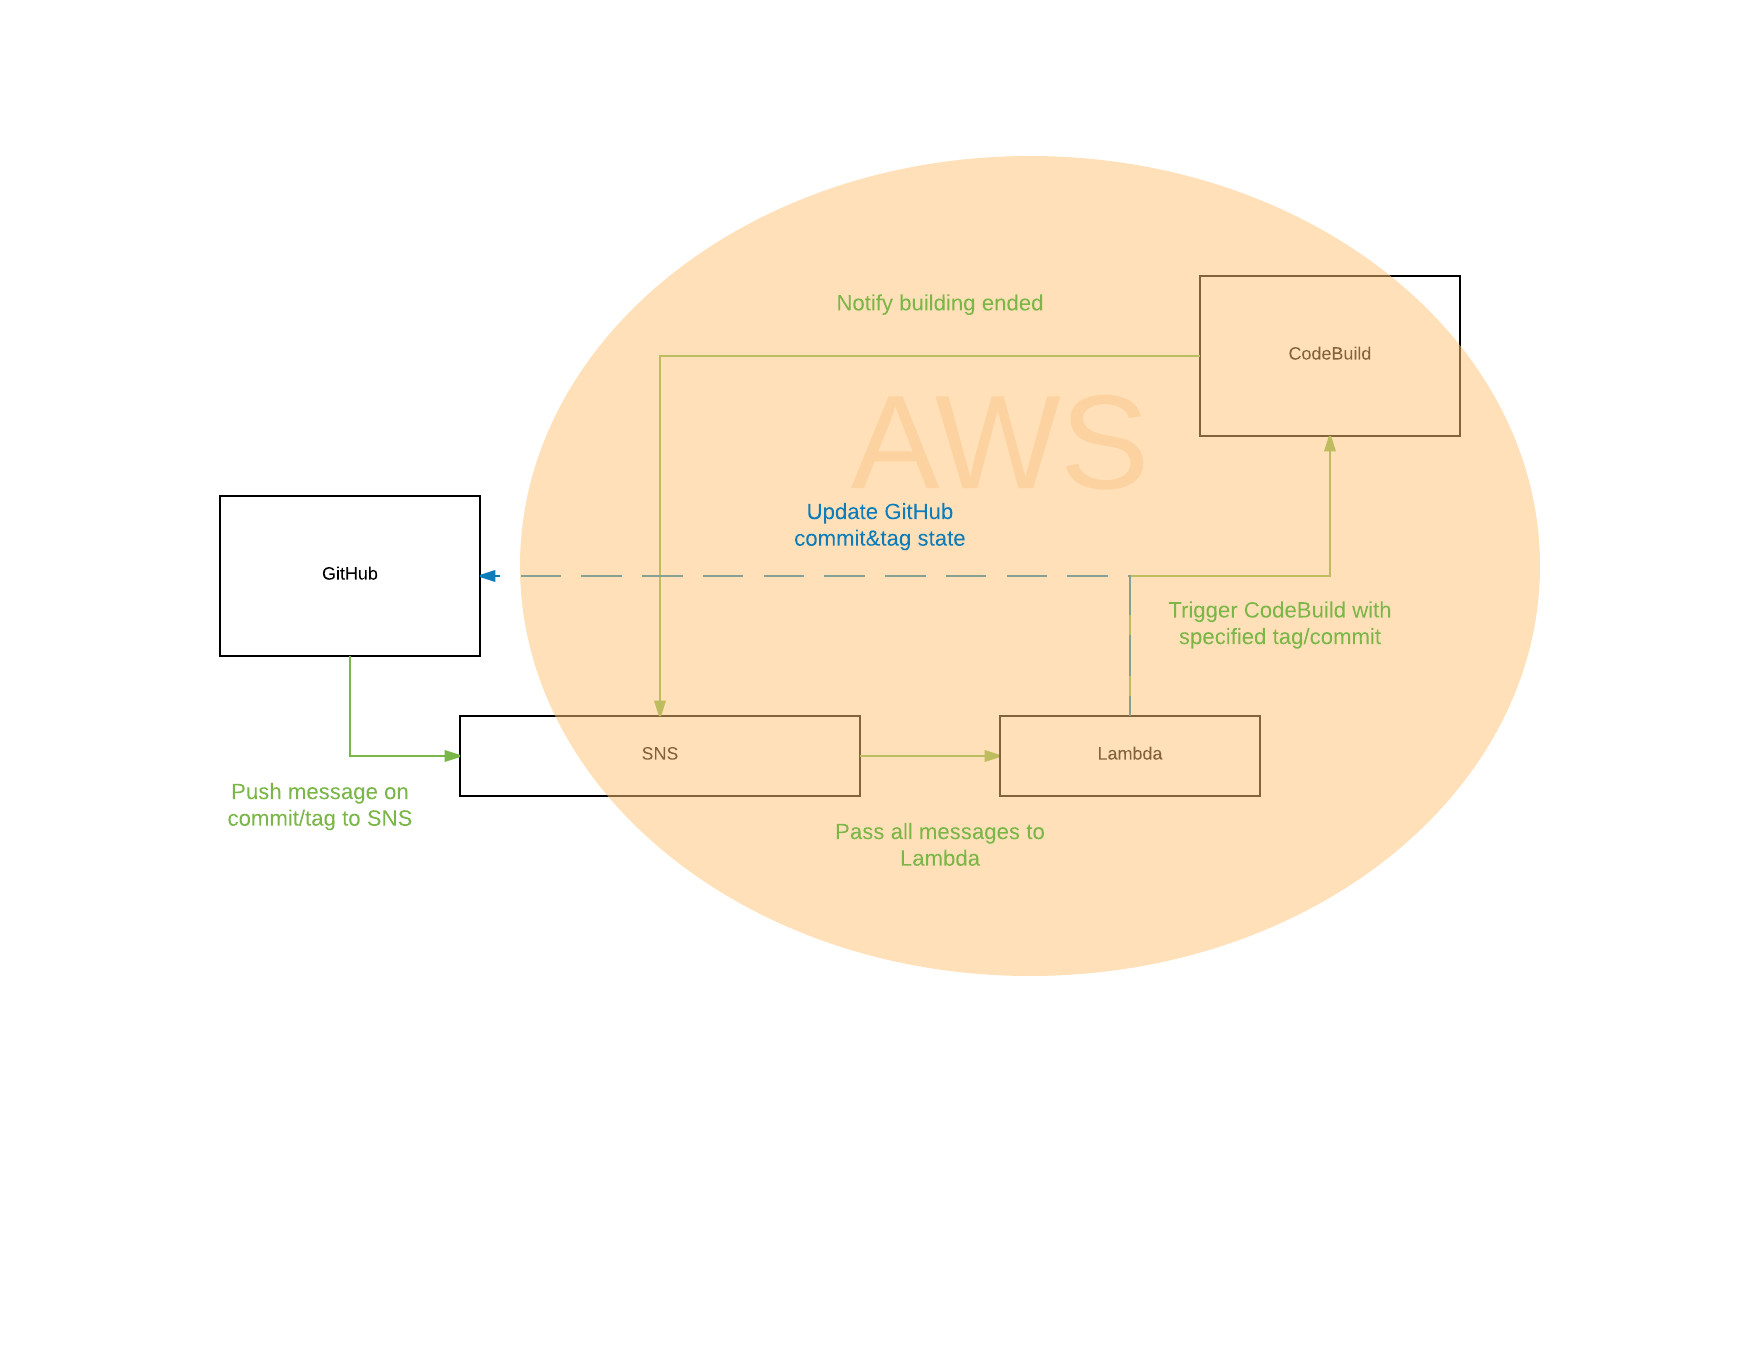 Notify building ended
CodeBuild
AWS
Update GitHub
commit&tag state
GitHub
Trigger CodeBuild with
specified tag/commit
SNS
Lambda
Push message on
commit/tag to SNS
Pass all messages to
Lambda